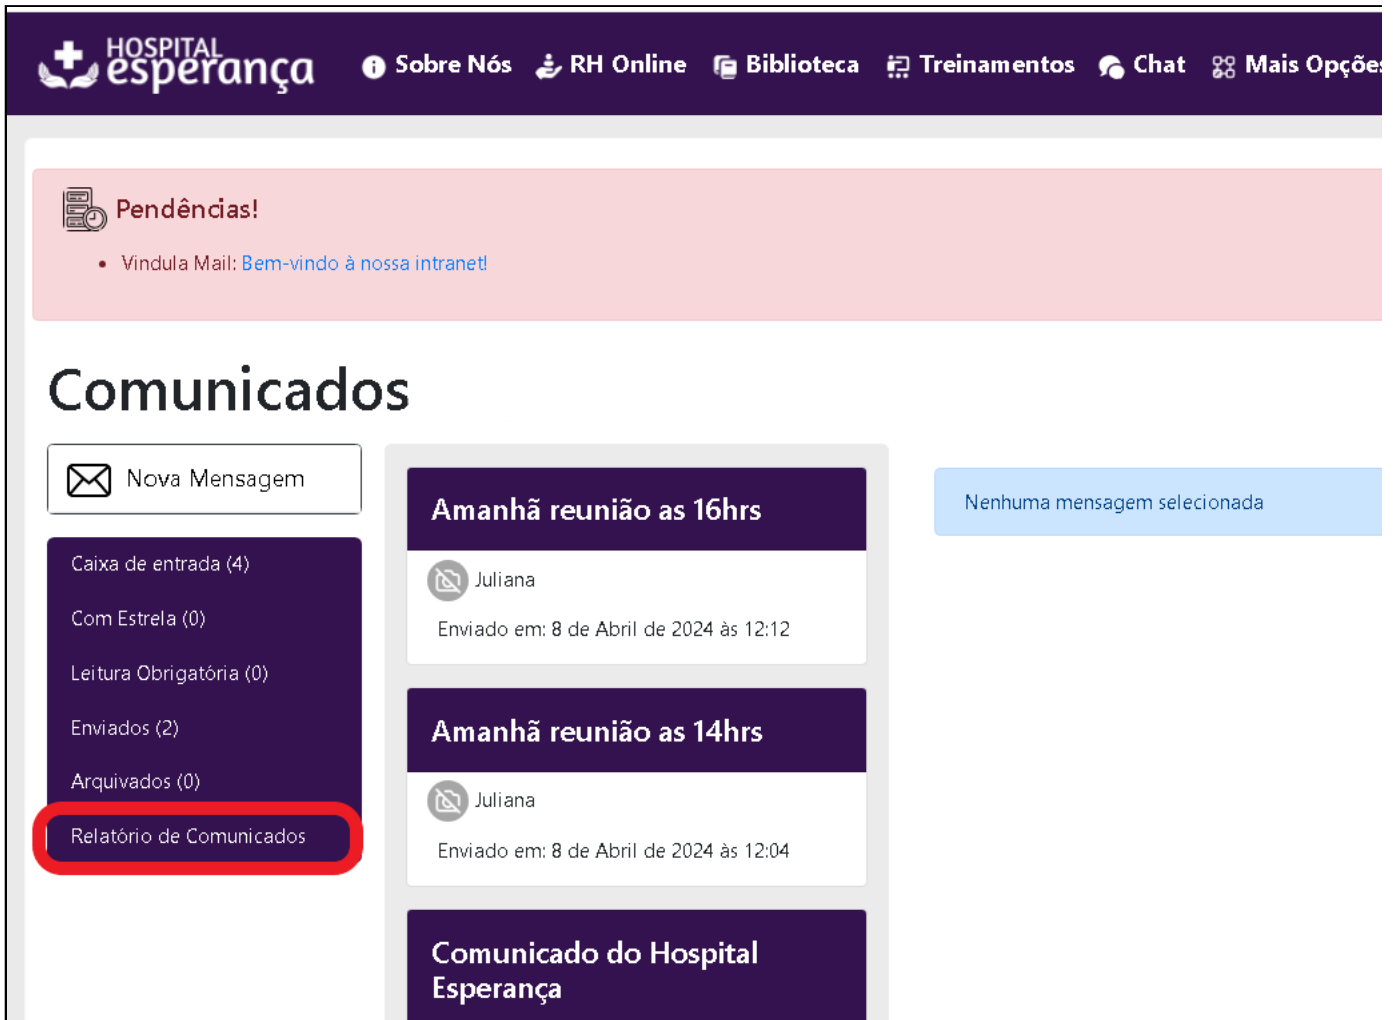 HOSPITAL
esperança
Sobre Nós
RH Online
Biblioteca
Treinamentos
Chat
Mais Opções
Pendências!
Vindula Mail: Bem-vindo à nossa intranet!
Comunicados
Nova Mensagem
Caixa de entrada (4)
Com Estrela (0)
Leitura Obrigatória (0)
Enviados (2)
Arquivados (0)
Relatório de Comunicados
Amanhã reunião as 16hrs
Juliana
Enviado em: 8 de Abril de 2024 às 12:12
Amanhã reunião as 14hrs
Juliana
Enviado em: 8 de Abril de 2024 às 12:04
Comunicado do Hospital
Esperança
Nenhuma mensagem selecionada